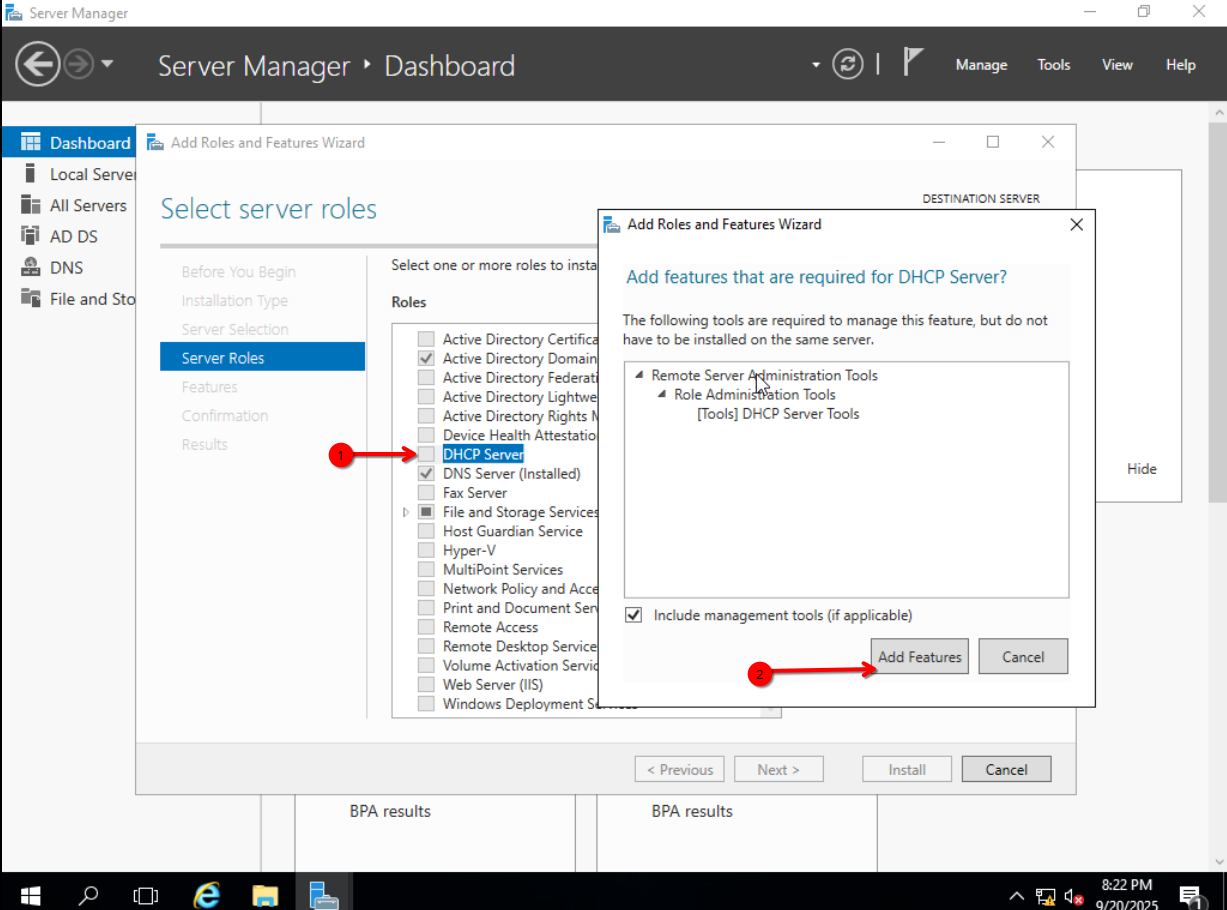 Server Manager
Server Manager Dashboard
Manage Tools View Help
Dashboard
Local Server
All Servers
AD DS
DNS
File and Sto
Add Roles and Features Wizard
Select server roles
DESTINATION SERVER
Before You Begin
Installation Type
Server Selection
Server Roles
Features
Confirmation
Results
Select one or more roles to insta
Roles
Active Directory Certifica
Active Directory Domain
Active Directory Federati
Active Directory Lightwe
Active Directory Rights M
Device Health Attestatio
1
DHCP Server
DNS Server (Installed)
Fax Server
File and Storage Services
Host Guardian Service
Hyper-V
MultiPoint Services
Network Policy and Acce
Print and Document Serv
Remote Access
Remote Desktop Service
Volume Activation Servic
Web Server (IIS)
Windows Deployment Services
Add Roles and Features Wizard
Add features that are required for DHCP Server?
The following tools are required to manage this feature, but do not
have to be installed on the same server.
Remote Server Administration Tools
Role Administration Tools
[Tools] DHCP Server Tools
Include management tools (if applicable)
2
Add Features Cancel
Hide
< Previous Next > Install Cancel
BPA results BPA results
8:22 PM
9/20/2025
1